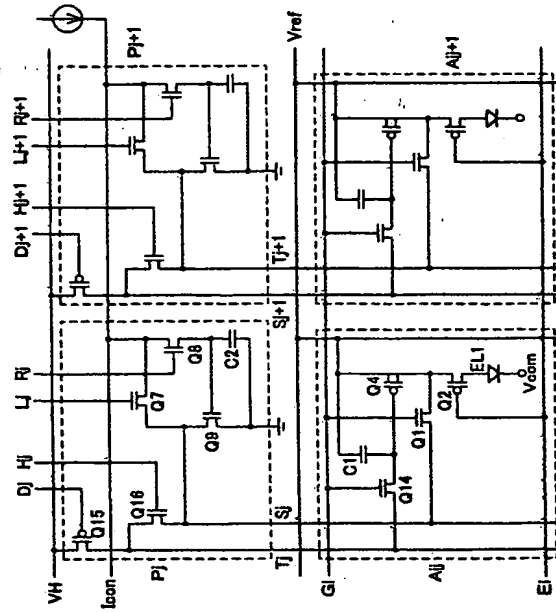 Dj
Hj
Lj
Rj
Dj+1
Hj+1
Lj+1
Rj+1
VH
Icon
Q15
Q16
Q7
Q8
Q9
C2
Pj
Pj+1
Tj
Sj
Tj+1
Sj+1
Vref
Gi
C1
Q4
Q14
Q1
Q2
EL1
Vcom
Aij
Aij+1
Ei